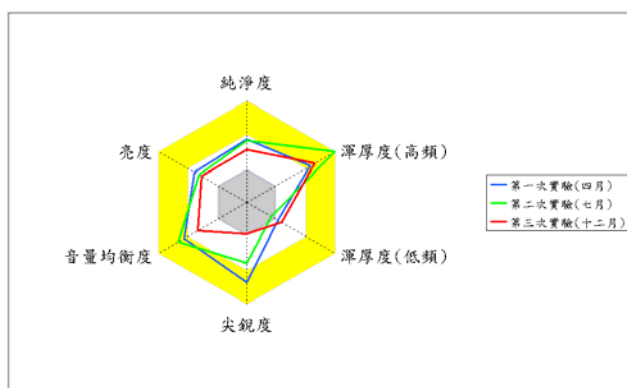 純淨度
亮度
渾厚度(高頻)
第一次實驗(四月)
第二次實驗(七月)
第三次實驗(十二月)
音量均衡度
渾厚度(低頻)
尖銳度